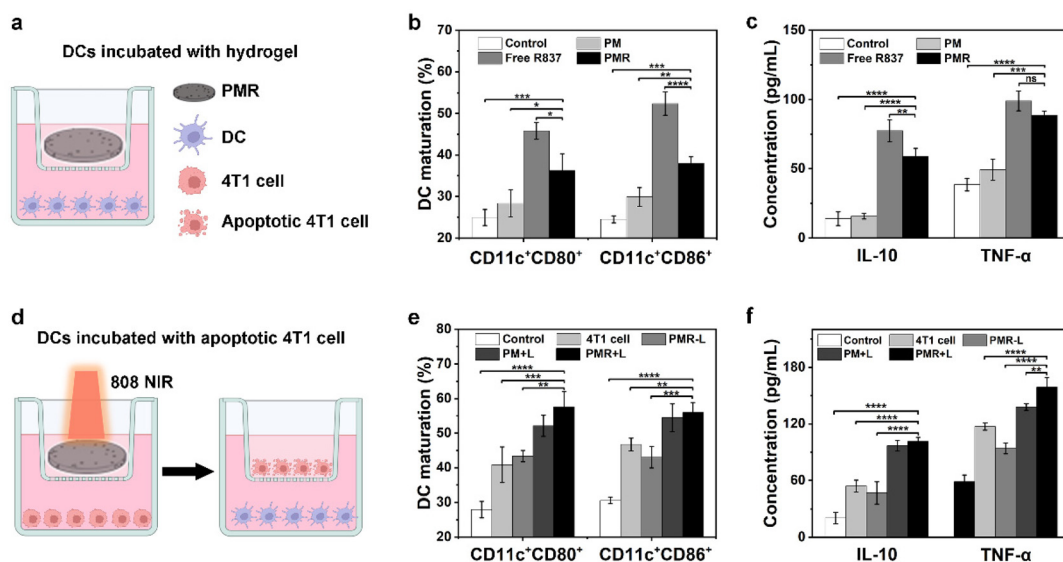 a
DCs incubated with hydrogel
PMR
DC
4T1 cell
Apoptotic 4T1 cell
b
DC maturation (%)
70
60
50
40
30
20
Control
PM
Free R837
PMR
***
*
*
***
**
****
CD11c+CD80+
CD11c+CD86+
c
Concentration (pg/mL)
150
100
50
0
Control
PM
Free R837
PMR
****
****
**
****
***
ns
IL-10
TNF-α
d
DCs incubated with apoptotic 4T1 cell
808 NIR
e
DC maturation (%)
80
70
60
50
40
30
20
Control
4T1 cell
PMR-L
PM+L
PMR+L
****
***
**
****
**
***
CD11c+CD80+
CD11c+CD86+
f
Concentration (pg/mL)
180
120
60
0
Control
4T1 cell
PMR-L
PM+L
PMR+L
****
****
****
****
****
**
IL-10
TNF-α